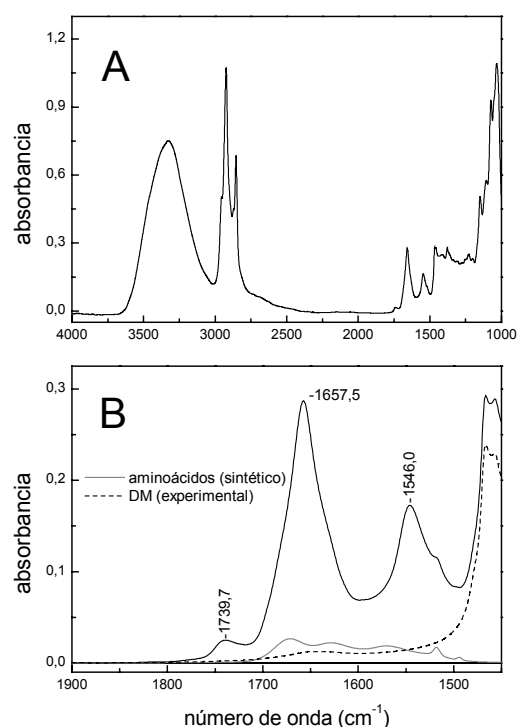 1,2
A
0,9
0,6
0,3
0,0
absorbancia
4000 3500 3000 2500 2000 1500 1000
0,3
B
-1657,5
aminoácidos (sintético)
DM (experimental)
0,2
-1546,0
0,1
-1739,7
0,0
absorbancia
1900 1800 1700 1600 1500
número de onda (cm-1)